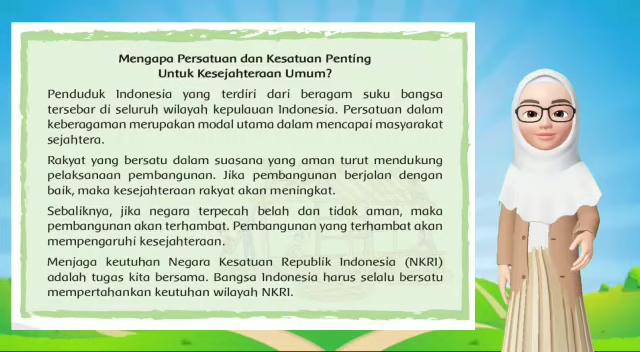 Mengapa Persatuan dan Kesatuan Penting
Untuk Kesejahteraan Umum?
Penduduk Indonesia yang terdiri dari beragam suku bangsa
tersebar di seluruh wilayah kepulauan Indonesia. Persatuan dalam
keberagaman merupakan modal utama dalam mencapai masyarakat
sejahtera.
Rakyat yang bersatu dalam suasana yang aman turut mendukung
pelaksanaan pembangunan. Jika pembangunan berjalan dengan
baik, maka kesejahteraan rakyat akan meningkat.
Sebaliknya, jika negara terpecah belah dan tidak aman, maka
pembangunan akan terhambat. Pembangunan yang terhambat akan
mempengaruhi kesejahteraan.
Menjaga keutuhan Negara Kesatuan Republik Indonesia (NKRI)
adalah tugas kita bersama. Bangsa Indonesia harus selalu bersatu
mempertahankan keutuhan wilayah NKRI.